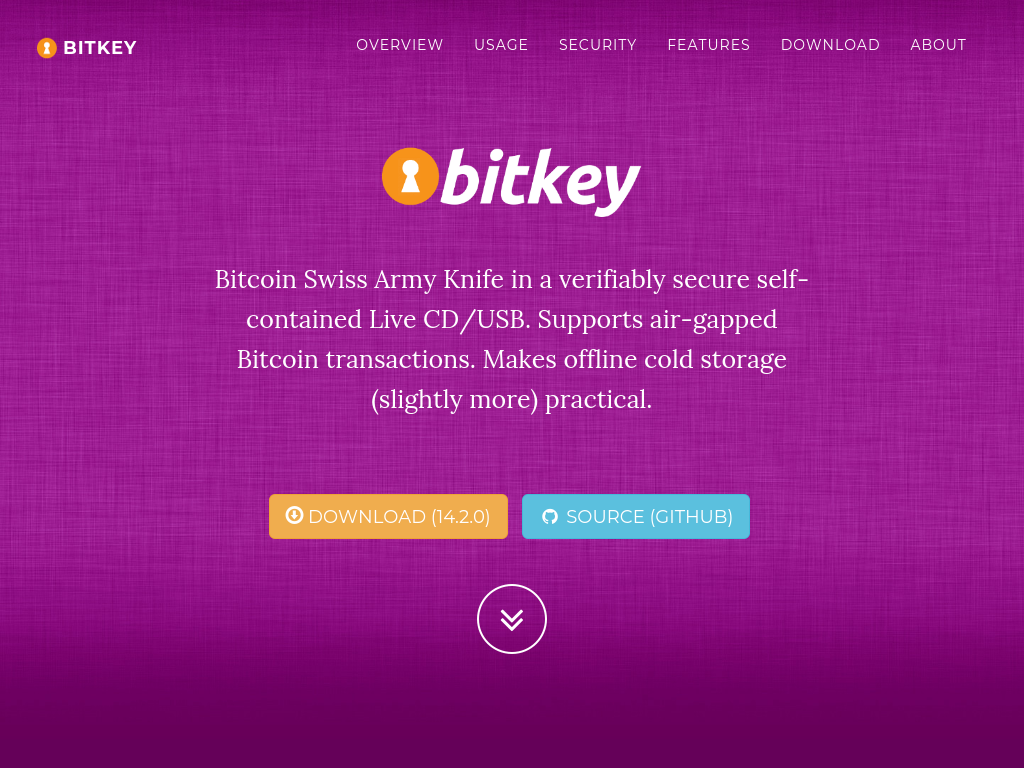 BITKEY
OVERVIEW USAGE SECURITY FEATURES DOWNLOAD ABOUT
bitkey
Bitcoin Swiss Army Knife in a verifiably secure self-
contained Live CD/USB. Supports air-gapped
Bitcoin transactions. Makes offline cold storage
(slightly more) practical.
DOWNLOAD (14.2.0)
SOURCE (GITHUB)